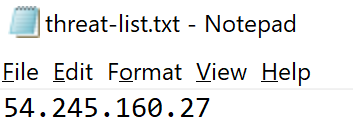 threat-list.txt - Notepad
File Edit Format View Help
54.245.160.27